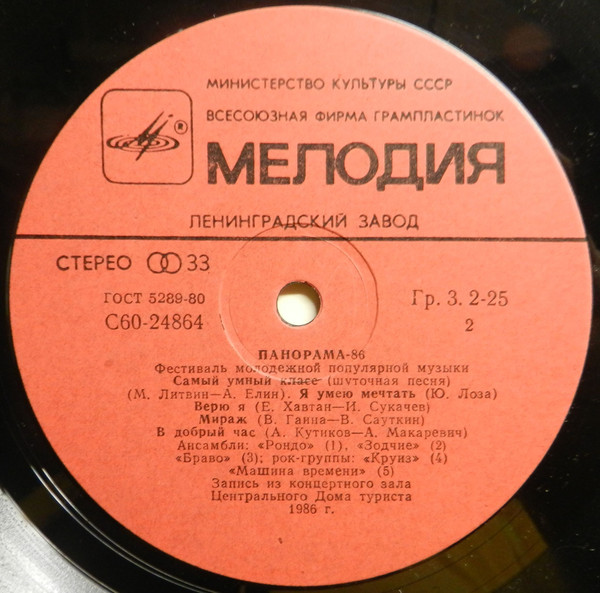 МИНИСТЕРСТВО КУЛЬТУРЫ СССР
ВСЕСОЮЗНАЯ ФИРМА ГРАМПЛАСТИНОК
®
МЕЛОДИЯ
ЛЕНИНГРАДСКИЙ ЗАВОД
СТЕРЕО 33
ГОСТ 5289-80
Гр. 3. 2-25
С60-24864
2
ПАНОРАМА-86
Фестиваль молодежной популярной музыки
Самый умный класс (шуточная песня)
(М. Литвин—А. Елин). Я умею мечтать (Ю. Лоза)
Верю я (Е. Хавтан—И. Сукачев)
Мираж (В. Гаина—В. Сауткин)
В добрый час (А. Кутиков—А. Макаревич)
Ансамбли: «Рондо» (1), «Зодчие» (2)
«Браво» (3); рок-группы: «Круиз» (4)
«Машина времени» (5)
Запись из концертного зала
Центрального Дома туриста
1986 г.